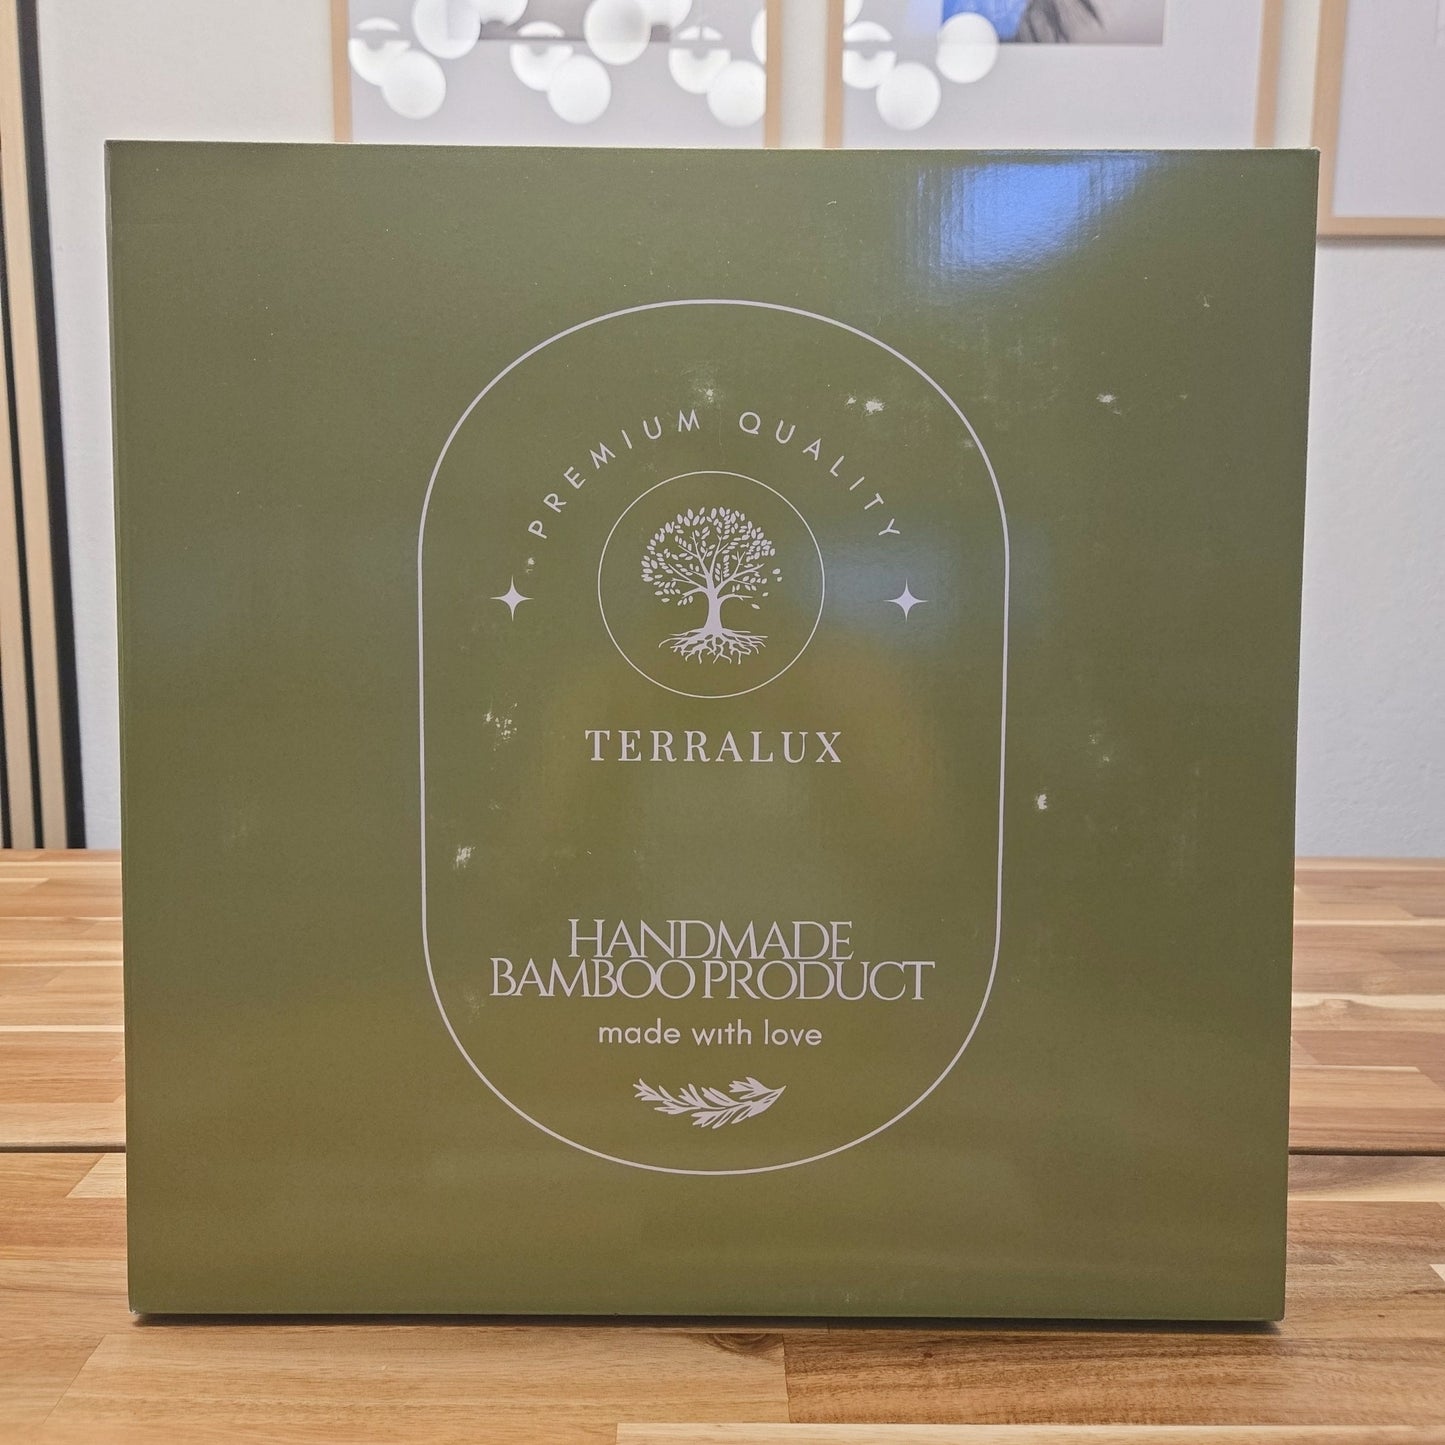 PREMIUM QUALITY
TERRALUX
HANDMADE
BAMBOO PRODUCT
made with love